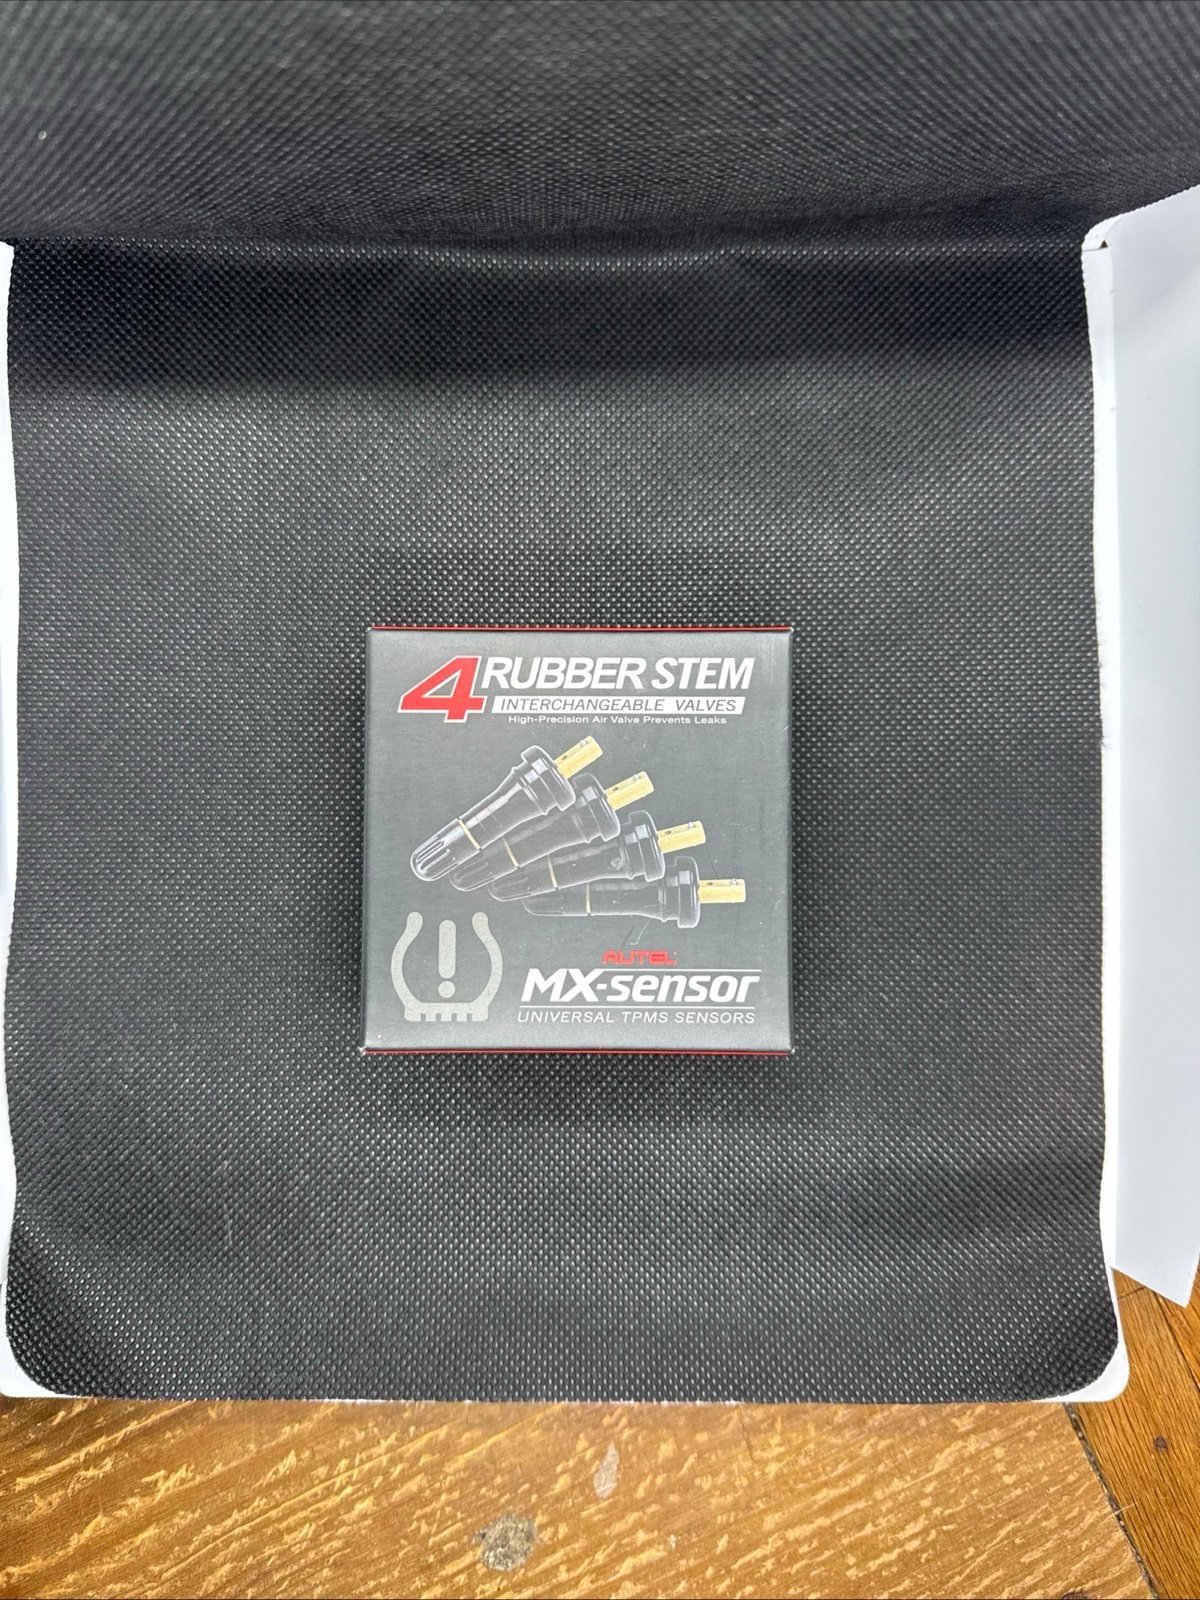 4 RUBBER STEM
INTERCHANGEABLE VALVES
High-Precision Air Valve Prevents Leaks
AUTEL
MX-sensor
UNIVERSAL TPMS SENSORS